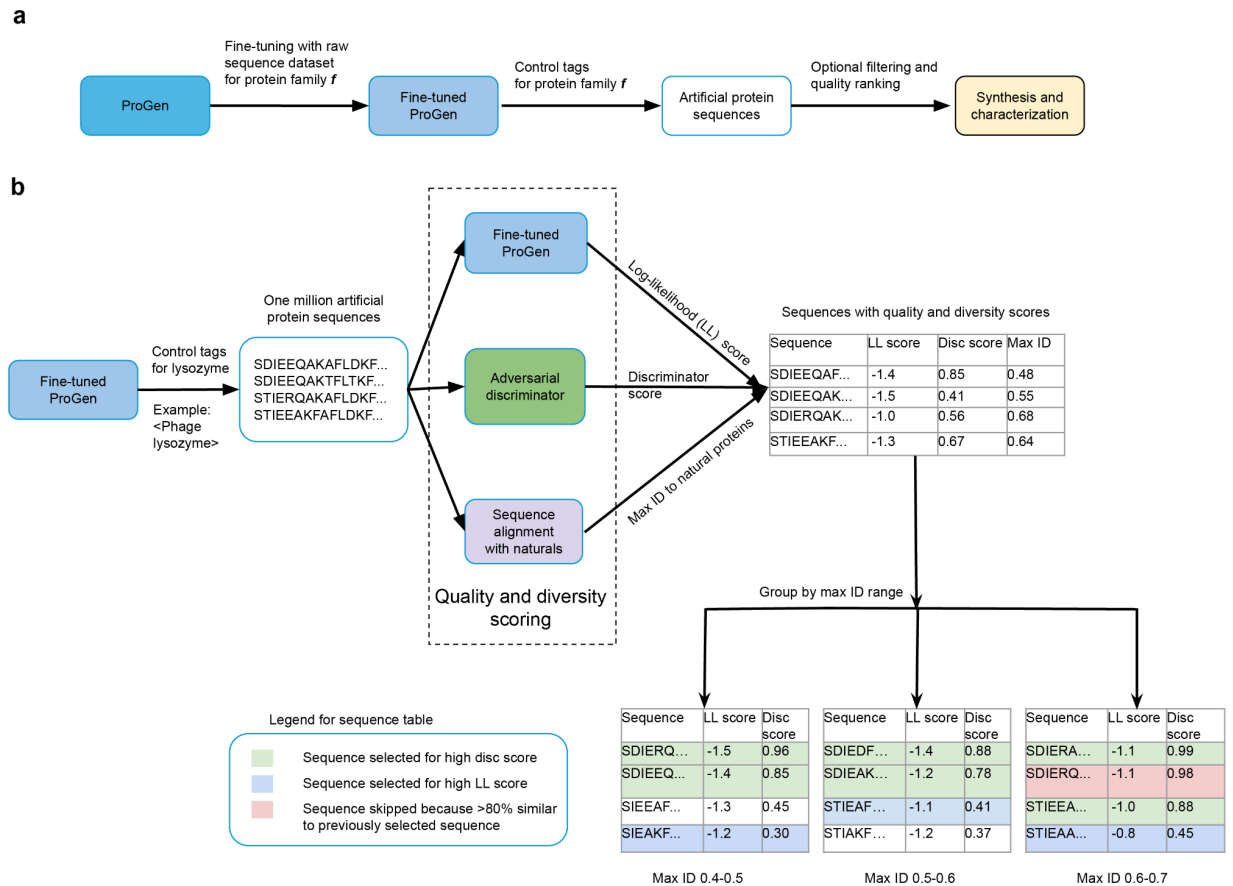 a
Fine-tuning with raw
sequence dataset
for protein family f
Control tags
for protein family f
Optional filtering and
quality ranking
ProGen
Fine-tuned
ProGen
Artificial protein
sequences
Synthesis and
characterization
b
Fine-tuned
ProGen
Control tags
for lysozyme
Example:
<Phage
lysozyme>
One million artificial
protein sequences
SDIEEQAKAFLDKF...
SDIEEQAKTFLTKF...
STIERQAKAFLDKF...
STIEEAKFAFLDKF...
Fine-tuned
ProGen
Adversarial
discriminator
Sequence
alignment
with naturals
Quality and diversity
scoring
Log-likelihood (LL) score
Discriminator
score
Max ID to natural proteins
Sequences with quality and diversity scores
Sequence LL score Disc score Max ID
SDIEEQAF... -1.4 0.85 0.48
SDIEEQAK... -1.5 0.41 0.55
SDIERQAK... -1.0 0.56 0.68
STIEEAKF... -1.3 0.67 0.64
Group by max ID range
Legend for sequence table
Sequence selected for high disc score
Sequence selected for high LL score
Sequence skipped because >80% similar
to previously selected sequence
Sequence LL score Disc
score
SDIERQ... -1.5 0.96
SDIEEQ... -1.4 0.85
SIEEAF... -1.3 0.45
SIEAKF... -1.2 0.30
Max ID 0.4-0.5
Sequence LL score Disc
score
SDIEDF... -1.4 0.88
SDIEAK... -1.2 0.78
STIEAF... -1.1 0.41
STIAKF... -1.2 0.37
Max ID 0.5-0.6
Sequence LL score Disc
score
SDIERA... -1.1 0.99
SDIERQ... -1.1 0.98
STIEEA... -1.0 0.88
STIEAA... -0.8 0.45
Max ID 0.6-0.7